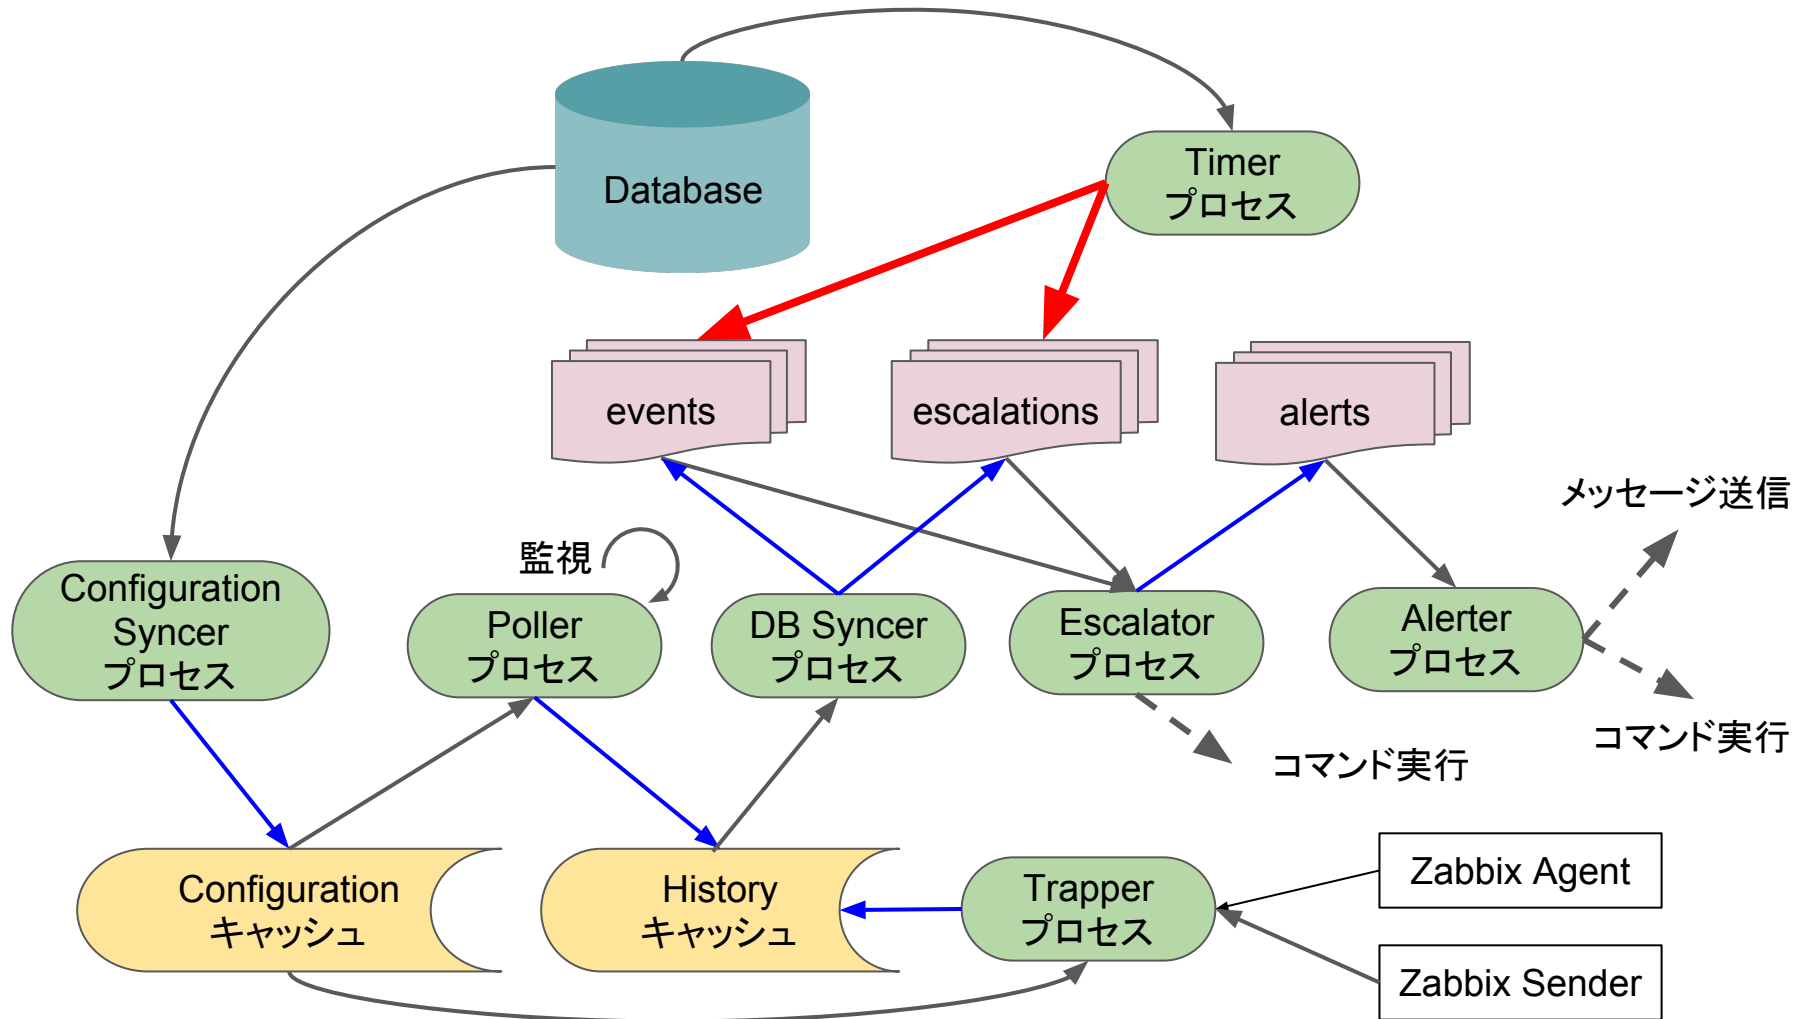 Database
Timer
プロセス
events
escalations
alerts
メッセージ送信
監視
Configuration
Syncer
プロセス
Poller
プロセス
DB Syncer
プロセス
Escalator
プロセス
Alerter
プロセス
コマンド実行
コマンド実行
Configuration
キャッシュ
History
キャッシュ
Trapper
プロセス
Zabbix Agent
Zabbix Sender